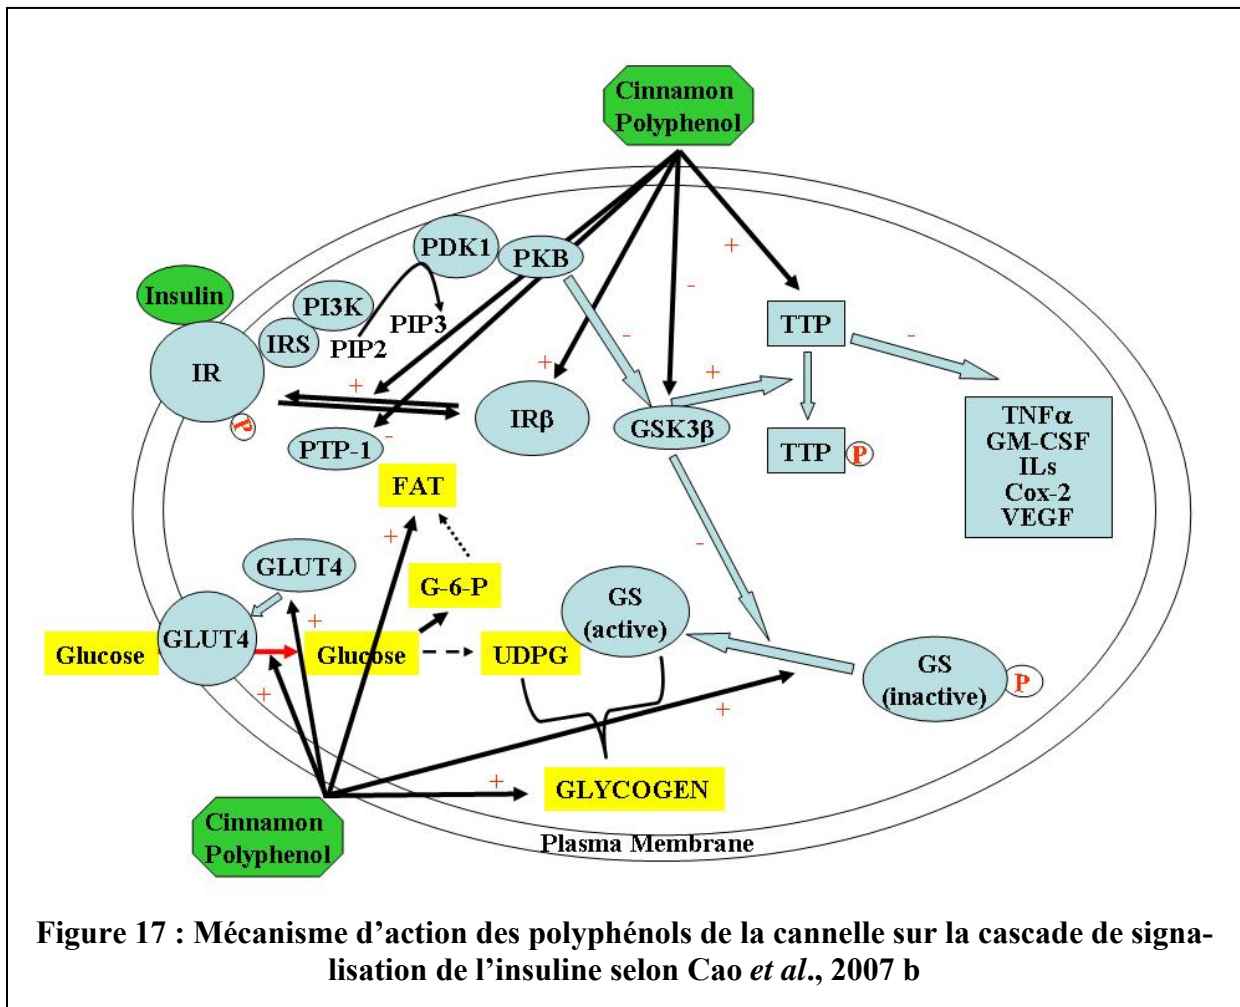 Cinnamon
Polyphenol
PDK1
PKB
Insulin
PI3K
PIP3
IRS
PIP2
IR
P
+
+
-
-
-
TTP
+
+
IRβ
GSK3β
PTP-1
-
TTP
P
TNFα
GM-CSF
ILs
Cox-2
VEGF
FAT
+
-
GLUT4
G-6-P
GS
(active)
+
GLUT4
Glucose
Glucose
UDPG
GS
(inactive)
P
+
+
+
GLYCOGEN
Cinnamon
Polyphenol
Plasma Membrane
Figure 17 : Mécanisme d’action des polyphénols de la cannelle sur la cascade de signa-
lisation de l’insuline selon Cao et al., 2007 b